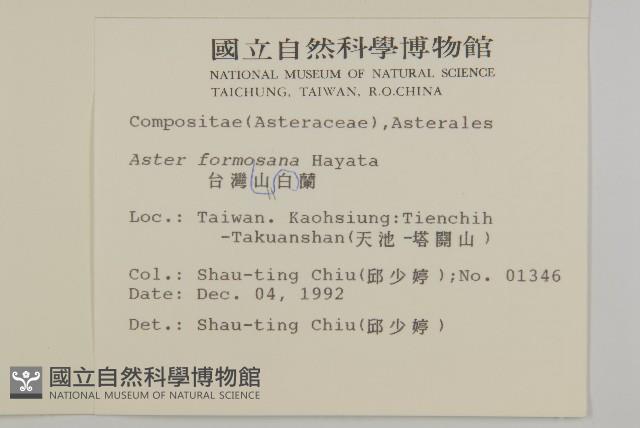 國立自然科學博物館
NATIONAL MUSEUM OF NATURAL SCIENCE
TAICHUNG, TAIWAN, R.O.CHINA
Compositae(Asteraceae),Asterales
Aster formosana Hayata
台灣山白蘭
Loc.: Taiwan. Kaohsiung:Tienchih
-Takuanshan(天池-塔關山)
Col.: Shau-ting Chiu(邱少婷);No. 01346
Date: Dec. 04, 1992
Det.: Shau-ting Chiu(邱少婷)
國立自然科學博物館
NATIONAL MUSEUM OF NATURAL SCIENCE